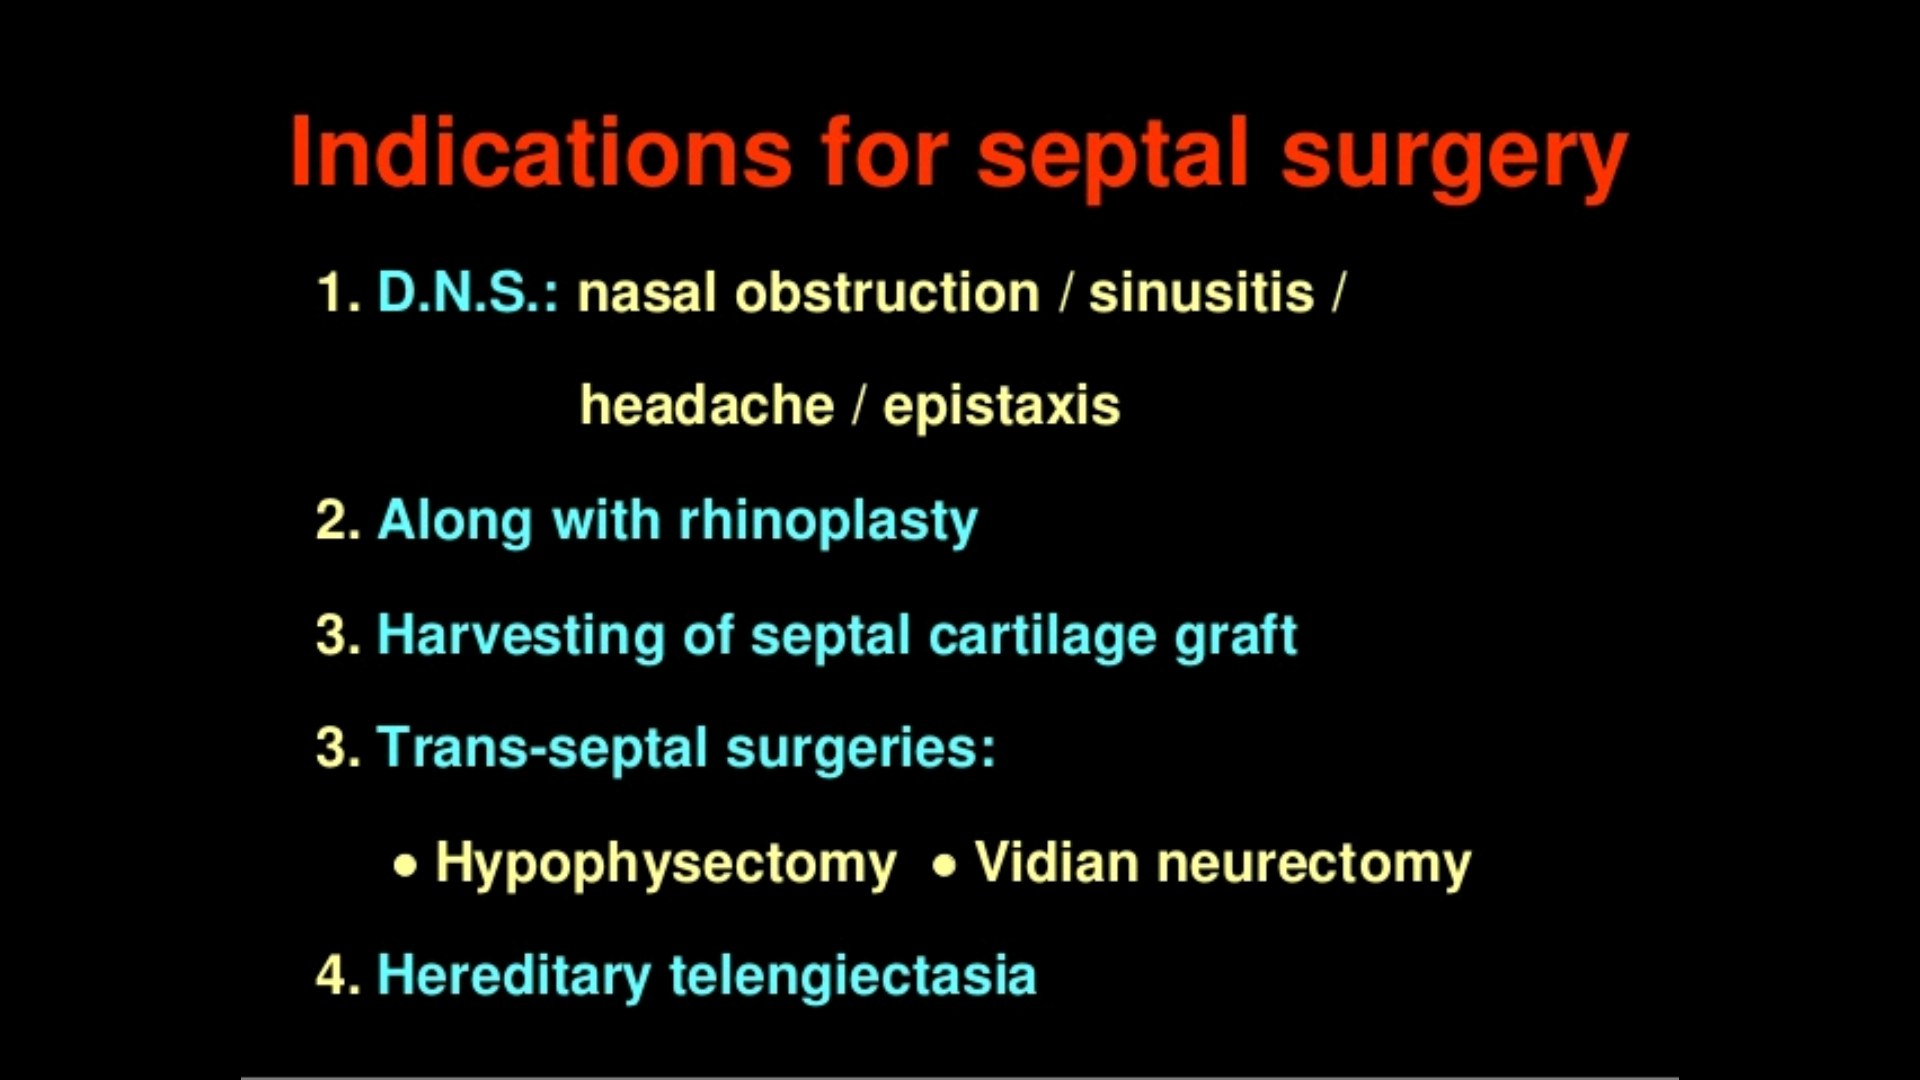 Indications for septal surgery
1. D.N.S.: nasal obstruction / sinusitis /
headache / epistaxis
2. Along with rhinoplasty
3. Harvesting of septal cartilage graft
3. Trans-septal surgeries:
● Hypophysectomy ● Vidian neurectomy
4. Hereditary telengiectasia